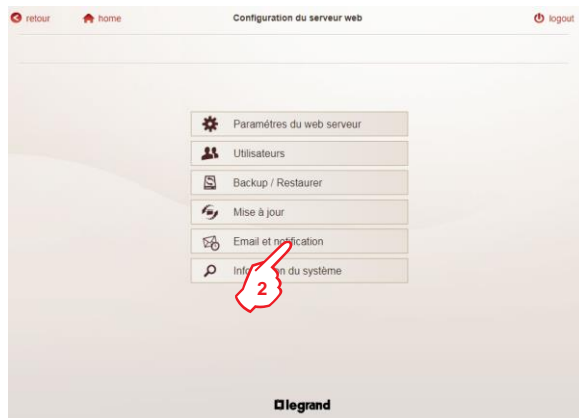 retour home Configuration du serveur web logout
Paramétres du web serveur
Utilisateurs
Backup / Restaurer
Mise à jour
Email et notification
Information du système
2
legrand